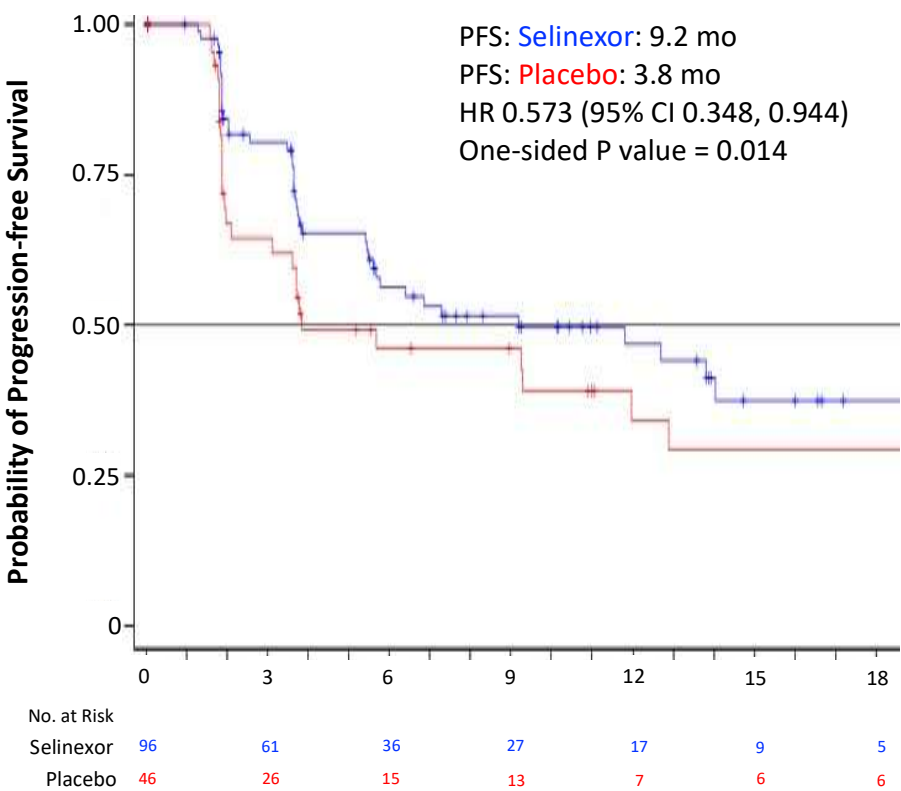 PFS: Selinexor: 9.2 mo
PFS: Placebo: 3.8 mo
HR 0.573 (95% CI 0.348, 0.944)
One-sided P value = 0.014
Probability of Progression-free Survival
1.00
0.75
0.50
0.25
0
0 3 6 9 12 15 18
No. at Risk
Selinexor 96 61 36 27 17 9 5
Placebo 46 26 15 13 7 6 6